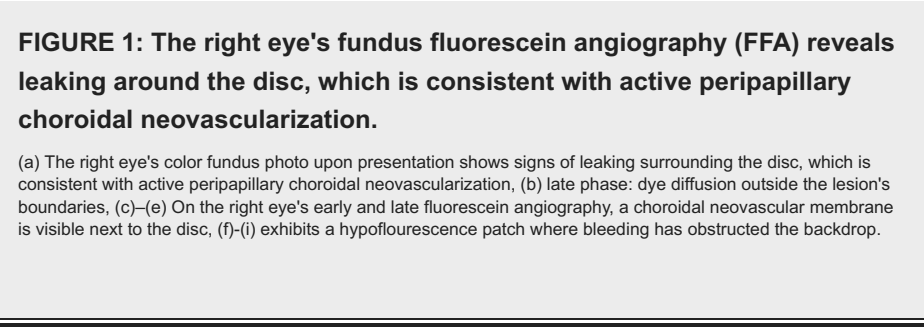 FIGURE 1: The right eye's fundus fluorescein angiography (FFA) reveals
leaking around the disc, which is consistent with active peripapillary
choroidal neovascularization.
(a) The right eye's color fundus photo upon presentation shows signs of leaking surrounding the disc, which is
consistent with active peripapillary choroidal neovascularization, (b) late phase: dye diffusion outside the lesion's
boundaries, (c)–(e) On the right eye's early and late fluorescein angiography, a choroidal neovascular membrane
is visible next to the disc, (f)-(i) exhibits a hypoflourescence patch where bleeding has obstructed the backdrop.